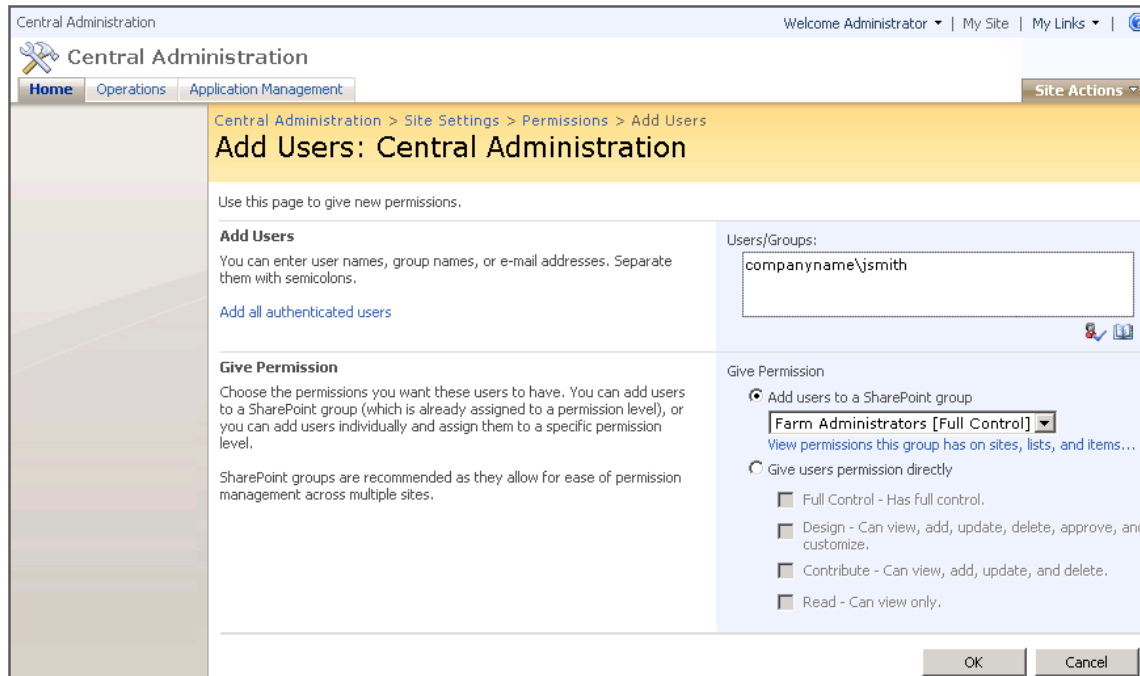 Central Administration
Welcome Administrator | My Site | My Links |
Central Administration
Home Operations Application Management
Site Actions
Central Administration > Site Settings > Permissions > Add Users
Add Users: Central Administration
Use this page to give new permissions.
Add Users
You can enter user names, group names, or e-mail addresses. Separate
them with semicolons.
Add all authenticated users
Users/Groups:
companyname\jsmith
Give Permission
Choose the permissions you want these users to have. You can add users
to a SharePoint group (which is already assigned to a permission level), or
you can add users individually and assign them to a specific permission
level.
SharePoint groups are recommended as they allow for ease of permission
management across multiple sites.
Give Permission
Add users to a SharePoint group
Farm Administrators [Full Control]
View permissions this group has on sites, lists, and items...
Give users permission directly
Full Control - Has full control.
Design - Can view, add, update, delete, approve, and
customize.
Contribute - Can view, add, update, and delete.
Read - Can view only.
OK Cancel